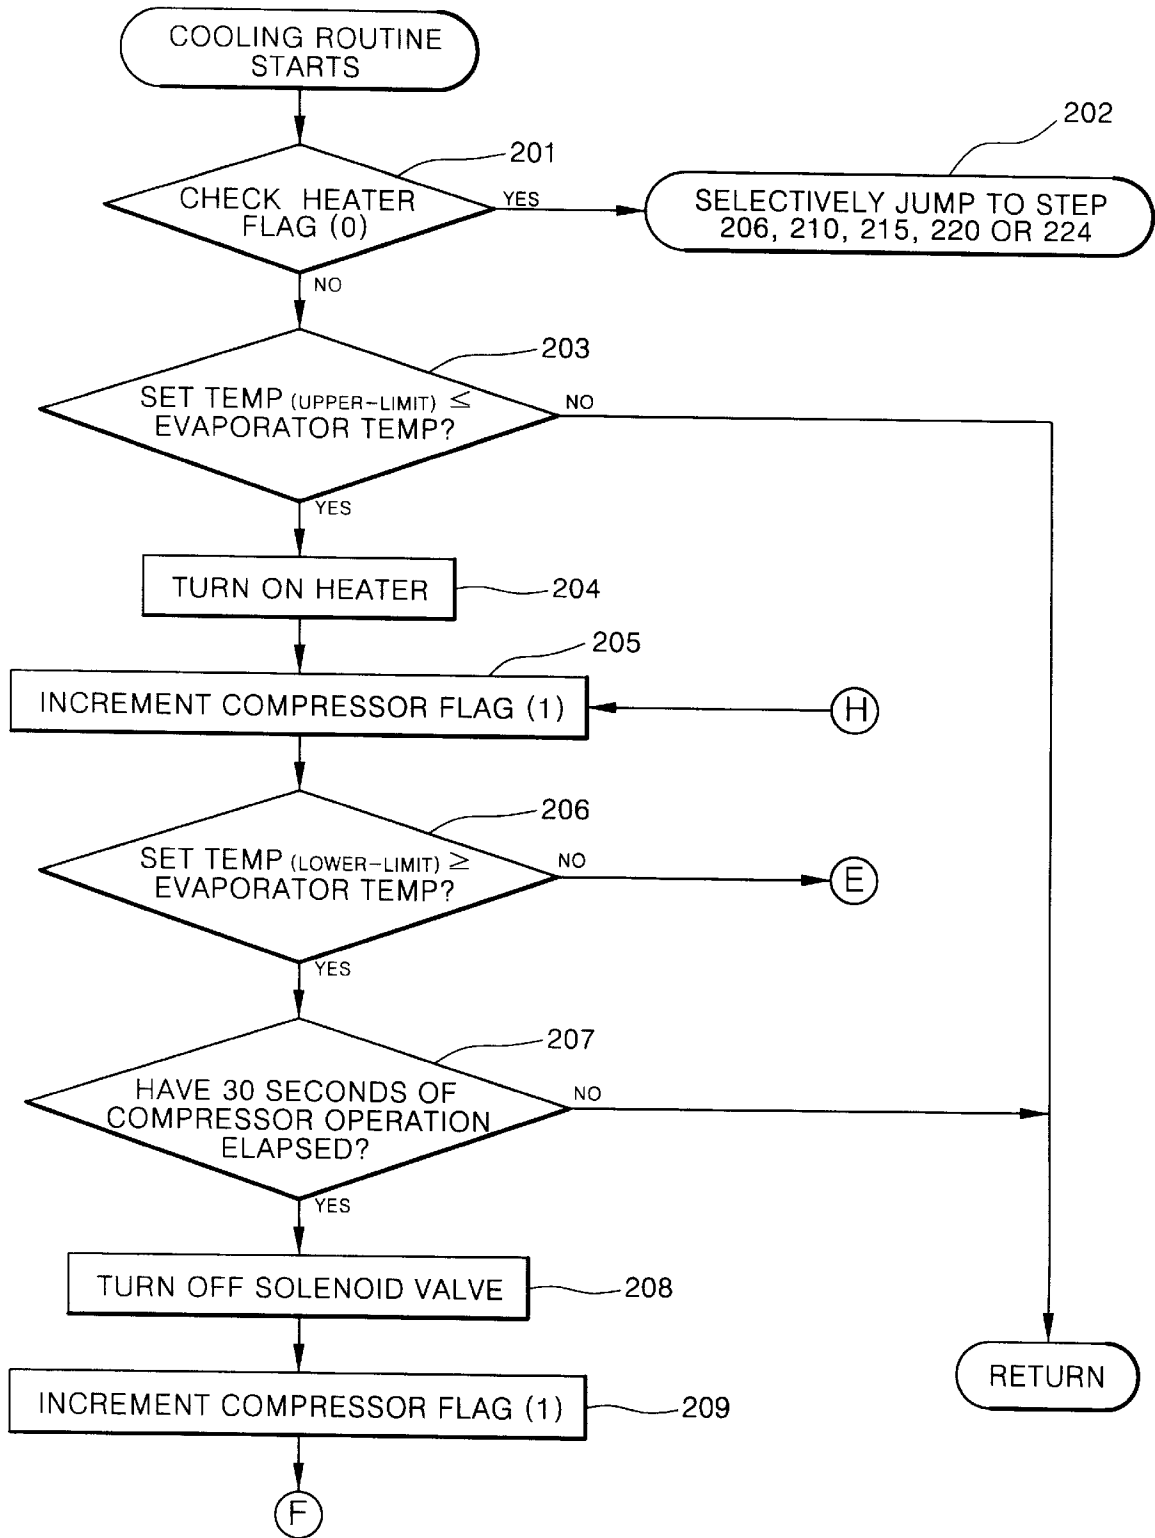 COOLING ROUTINE
STARTS
202
201
CHECK HEATER
FLAG (0)
YES
SELECTIVELY JUMP TO STEP
206, 210, 215, 220 OR 224
NO
203
SET TEMP (UPPER-LIMIT) ≤
EVAPORATOR TEMP?
NO
YES
TURN ON HEATER
204
205
INCREMENT COMPRESSOR FLAG (1)
H
206
SET TEMP (LOWER-LIMIT) ≥
EVAPORATOR TEMP?
NO
E
YES
207
HAVE 30 SECONDS OF
COMPRESSOR OPERATION
ELAPSED?
NO
YES
TURN OFF SOLENOID VALVE
208
RETURN
INCREMENT COMPRESSOR FLAG (1)
209
F